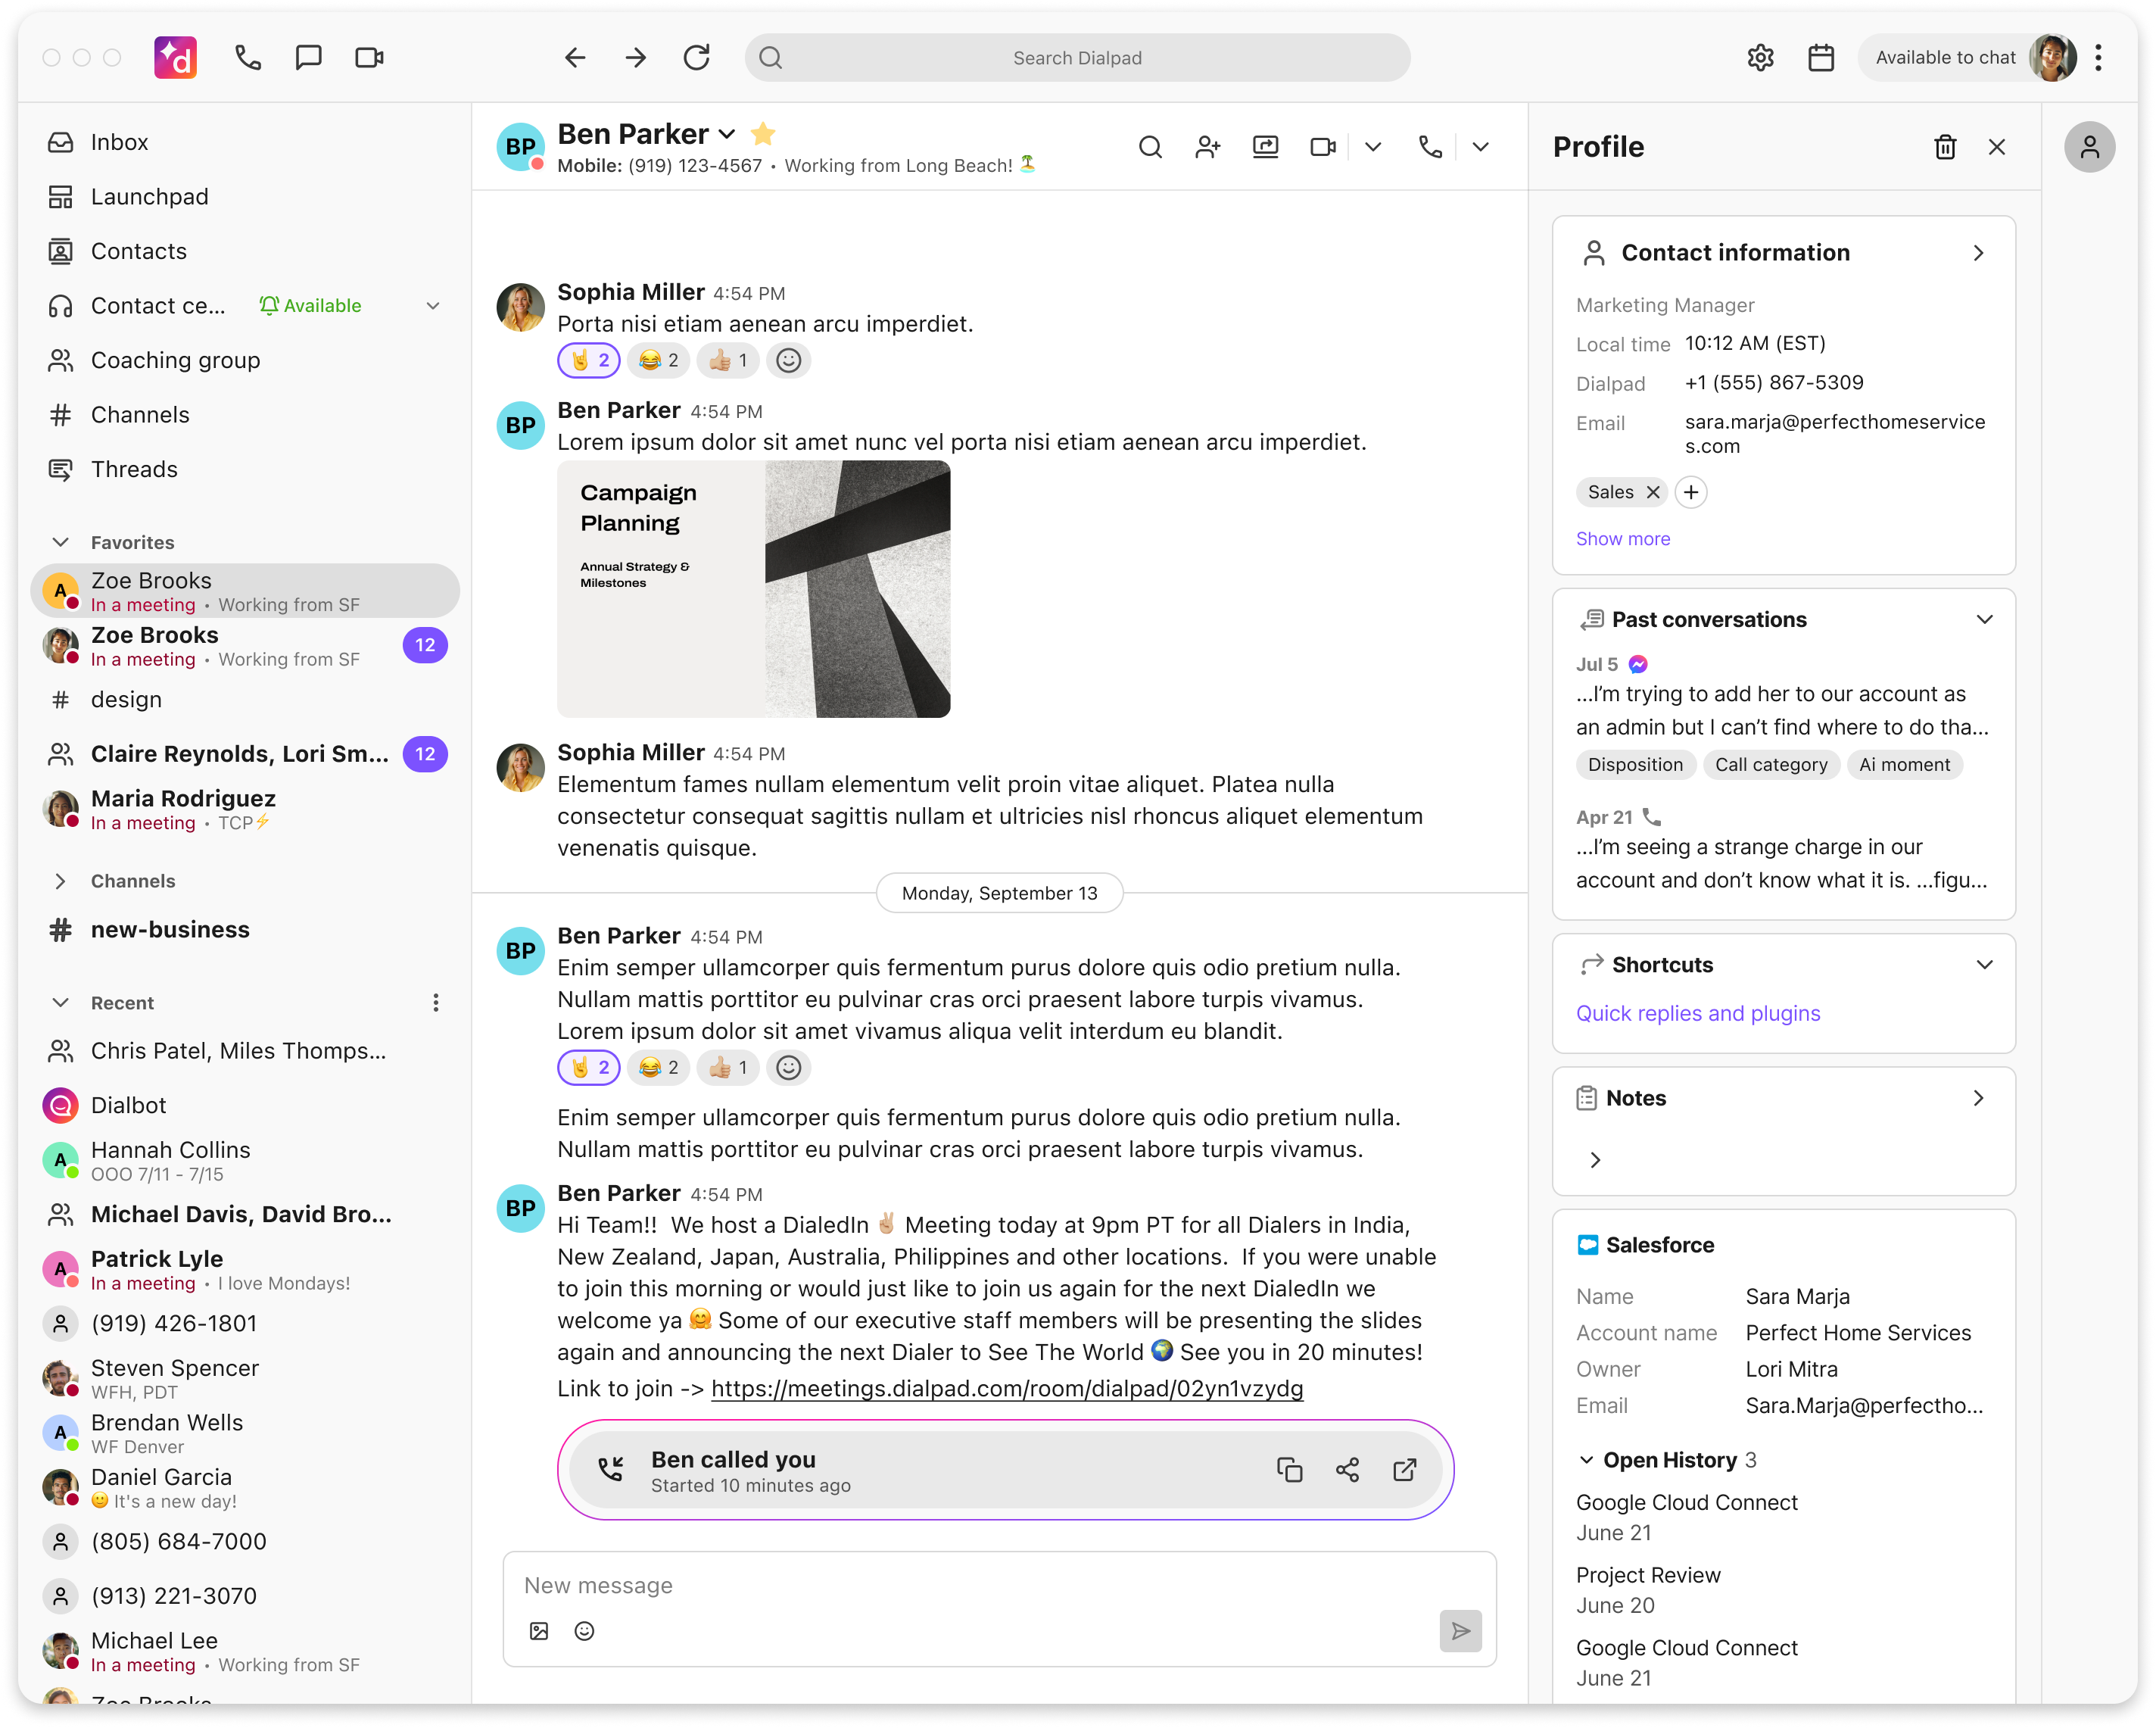 d
Search Dialpad
Available to chat
Inbox
Launchpad
Contacts
Contact ce...
Available
Coaching group
Channels
Threads
Favorites
A
Zoe Brooks
In a meeting • Working from SF
Zoe Brooks
In a meeting • Working from SF
12
# design
Claire Reynolds, Lori Sm...
12
Maria Rodriguez
In a meeting • TCP⚡
Channels
# new-business
Recent
Chris Patel, Miles Thomps...
Dialbot
A
Hannah Collins
OOO 7/11 - 7/15
Michael Davis, David Bro...
A
Patrick Lyle
In a meeting • I love Mondays!
(919) 426-1801
Steven Spencer
WFH, PDT
A
Brendan Wells
WF Denver
Daniel Garcia
🙂 It's a new day!
(805) 684-7000
(913) 221-3070
Michael Lee
In a meeting • Working from SF
Zoe Brooks
BP
Ben Parker
Mobile: (919) 123-4567 • Working from Long Beach! 🏝️
Sophia Miller 4:54 PM
Porta nisi etiam aenean arcu imperdiet.
🤘 2 😂 2 👍🏼 1
BP
Ben Parker 4:54 PM
Lorem ipsum dolor sit amet nunc vel porta nisi etiam aenean arcu imperdiet.
Campaign
Planning
Annual Strategy &
Milestones
Sophia Miller 4:54 PM
Elementum fames nullam elementum velit proin vitae aliquet. Platea nulla
consectetur consequat sagittis nullam et ultricies nisl rhoncus aliquet elementum
venenatis quisque.
Monday, September 13
BP
Ben Parker 4:54 PM
Enim semper ullamcorper quis fermentum purus dolore quis odio pretium nulla.
Nullam mattis porttitor eu pulvinar cras orci praesent labore turpis vivamus.
Lorem ipsum dolor sit amet vivamus aliqua velit interdum eu blandit.
🤘 2 😂 2 👍🏼 1
Enim semper ullamcorper quis fermentum purus dolore quis odio pretium nulla.
Nullam mattis porttitor eu pulvinar cras orci praesent labore turpis vivamus.
BP
Ben Parker 4:54 PM
Hi Team!!  We host a DialedIn ✌🏼 Meeting today at 9pm PT for all Dialers in India,
New Zealand, Japan, Australia, Philippines and other locations.  If you were unable
to join this morning or would just like to join us again for the next DialedIn we
welcome ya 🤗 Some of our executive staff members will be presenting the slides
again and announcing the next Dialer to See The World 🌍 See you in 20 minutes!
Link to join -> https://meetings.dialpad.com/room/dialpad/02yn1vzydg
Ben called you
Started 10 minutes ago
New message
Profile
Contact information
Marketing Manager
Local time 10:12 AM (EST)
Dialpad +1 (555) 867-5309
Email sara.marja@perfecthomeservice
s.com
Sales
Show more
Past conversations
Jul 5
...I’m trying to add her to our account as
an admin but I can’t find where to do tha...
Disposition Call category Ai moment
Apr 21
...I’m seeing a strange charge in our
account and don’t know what it is. ...figu...
Shortcuts
Quick replies and plugins
Notes
Salesforce
Name Sara Marja
Account name Perfect Home Services
Owner Lori Mitra
Email Sara.Marja@perfectho...
Open History 3
Google Cloud Connect
June 21
Project Review
June 20
Google Cloud Connect
June 21